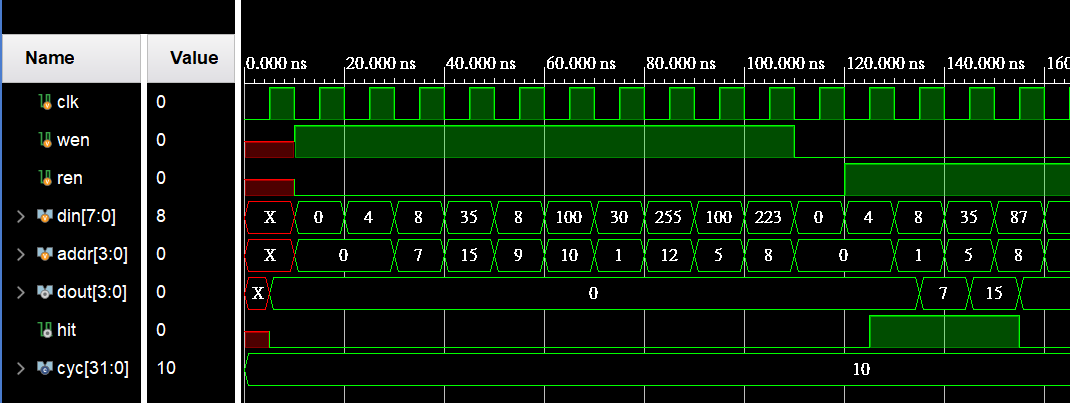 Name Value
0.000 ns 20.000 ns 40.000 ns 60.000 ns 80.000 ns 100.000 ns 120.000 ns 140.000 ns 160
clk 0
wen 0
ren 0
din[7:0] 8 X 0 4 8 35 8 100 30 255 100 223 0 4 8 35 87
addr[3:0] 0 X 0 7 15 9 10 1 12 5 8 0 1 5 8
dout[3:0] 0 X 0 7 15
hit 0
cyc[31:0] 10 10